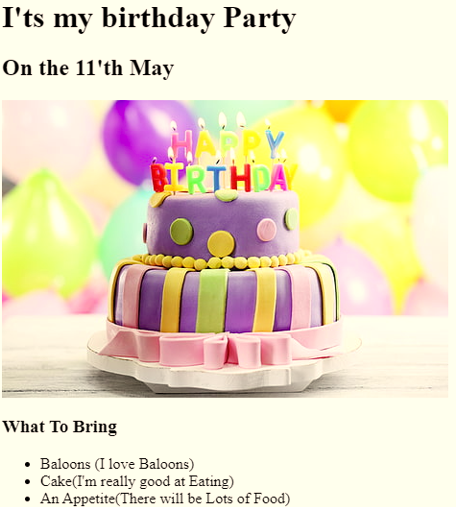 I'ts my birthday Party
On the 11'th May
HAPPY
BIRTHDAY
What To Bring
Baloons (I love Baloons)
Cake(I'm really good at Eating)
An Appetite(There will be Lots of Food)